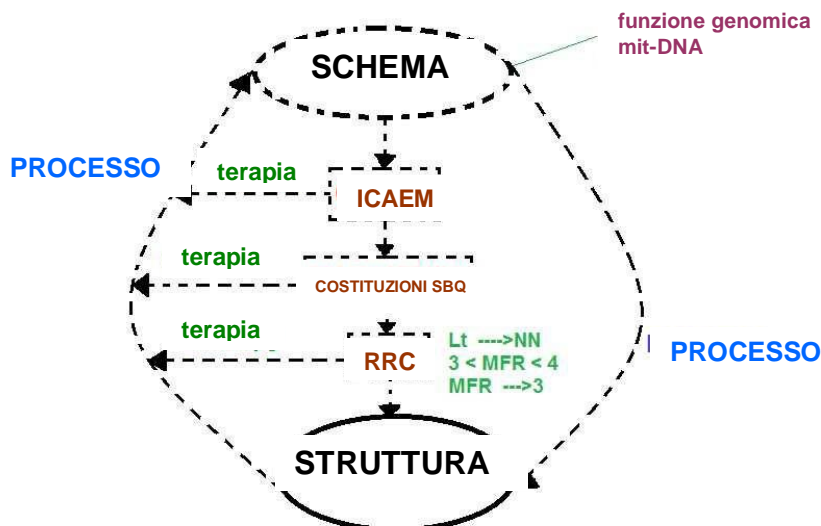 funzione genomica
mit-DNA
SCHEMA
PROCESSO
terapia
ICAEM
terapia
COSTITUZIONI SBQ
terapia
RRC
Lt ---->NN
3 < MFR < 4
MFR --->3
PROCESSO
STRUTTURA